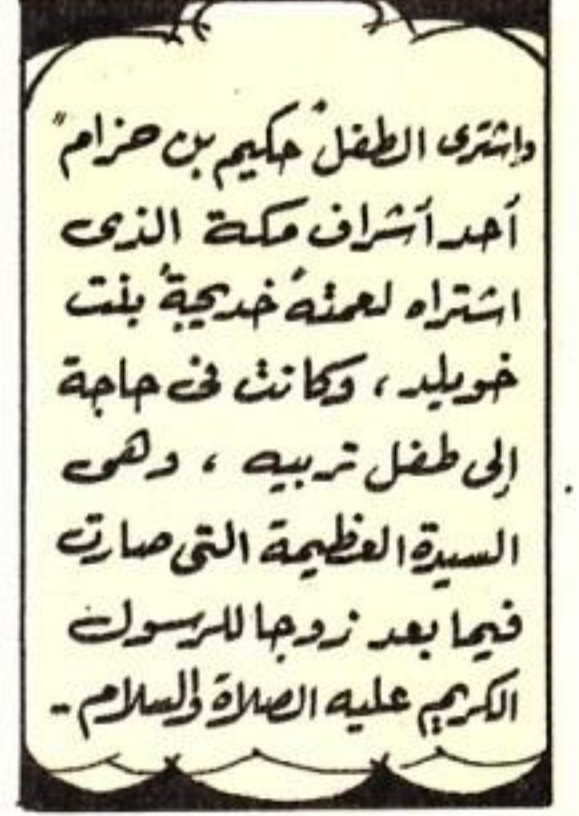 واشترى الطفل "حكيم بن حزام"
أحد أشراف مكة الذى
اشتراه لعمته "خديجة بنت
خويلد ، وكانت فى حاجة
إلى طفل تربيه ، وهى
السيدة العظيمة التى صارت
فيما بعد زوجا للرسول
الكريم عليه الصلاة والسلام ..